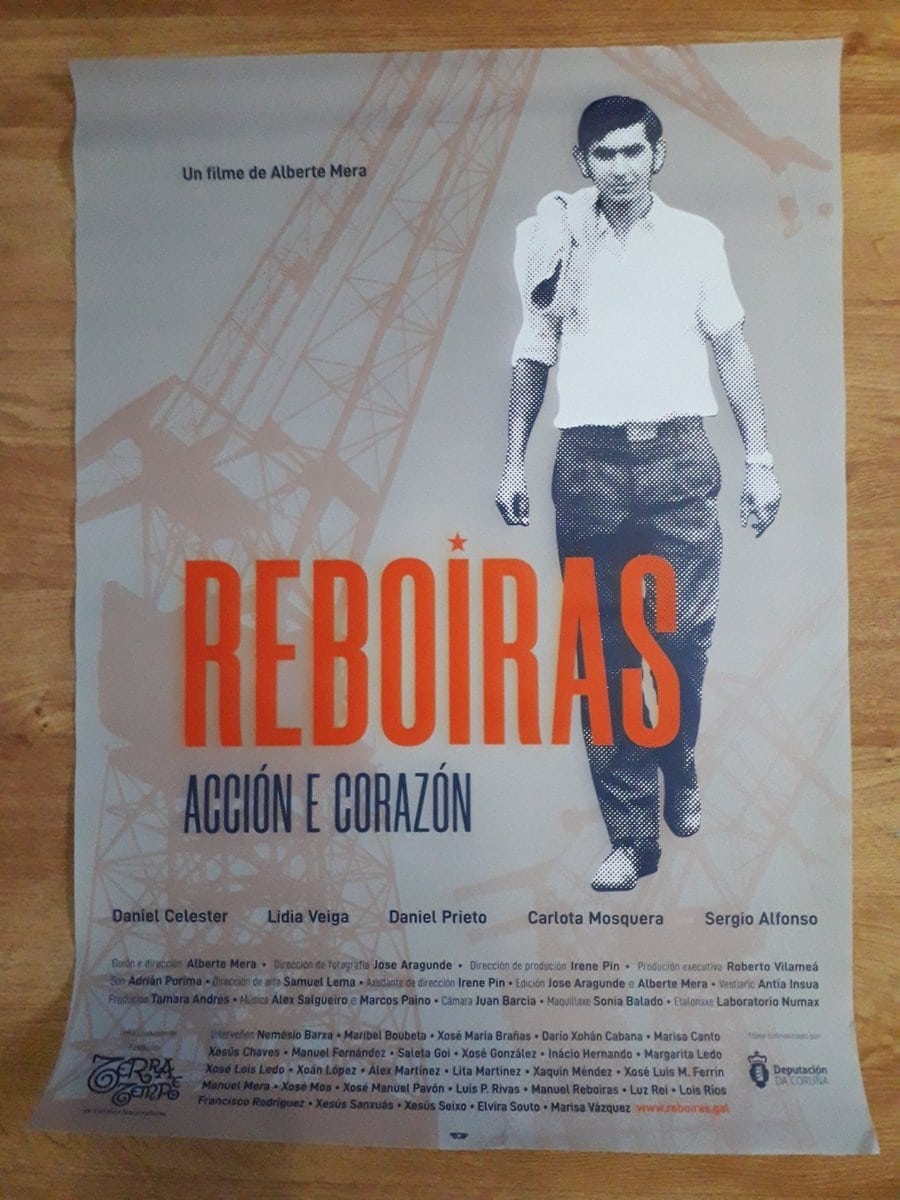 Un filme de Alberte Mera
REBOIRAS
ACCIÓN E CORAZÓN
Daniel Celester Lidia Veiga Daniel Prieto Carlota Mosquera Sergio Alfonso
Guión e dirección Alberte Mera • Dirección de fotografía Jose Aragunde • Dirección de produción Irene Pin • Produción executiva Roberto Vilameá
Son Adrián Porima • Dirección de arte Samuel Lema • Axudante de dirección Irene Pin • Edición Jose Aragunde e Alberte Mera • Vestiario Antía Insua
Produción Tamara Andrés • Música Álex Salgueiro e Marcos Paino • Cámara Juan Barcia • Maquillaxe Sonia Balado • Etalonaxe Laboratorio Numax
Interveñen Nemésio Barxa • Maribel Boubeta • Xosé María Brañas • Darío Xohán Cabana • Marisa Canto
Xesús Chaves • Manuel Fernández • Saleta Goi • Xosé González • Inácio Hernando • Margarita Ledo
Xosé Lois Ledo • Xoán López • Álex Martínez • Lita Martínez • Xaquín Méndez • Xosé Luis M. Ferrín
Manuel Mera • Xosé Moa • Xosé Manuel Pavón • Luís P. Rivas • Manuel Reboiras • Luz Rei • Lois Ríos
Francisco Rodríguez • Xesús Sanxuás • Xesús Seixo • Elvira Souto • Marisa Vázquez www.reboiras.gal
TERRA E TEMPO
Deputación
DA CORUÑA